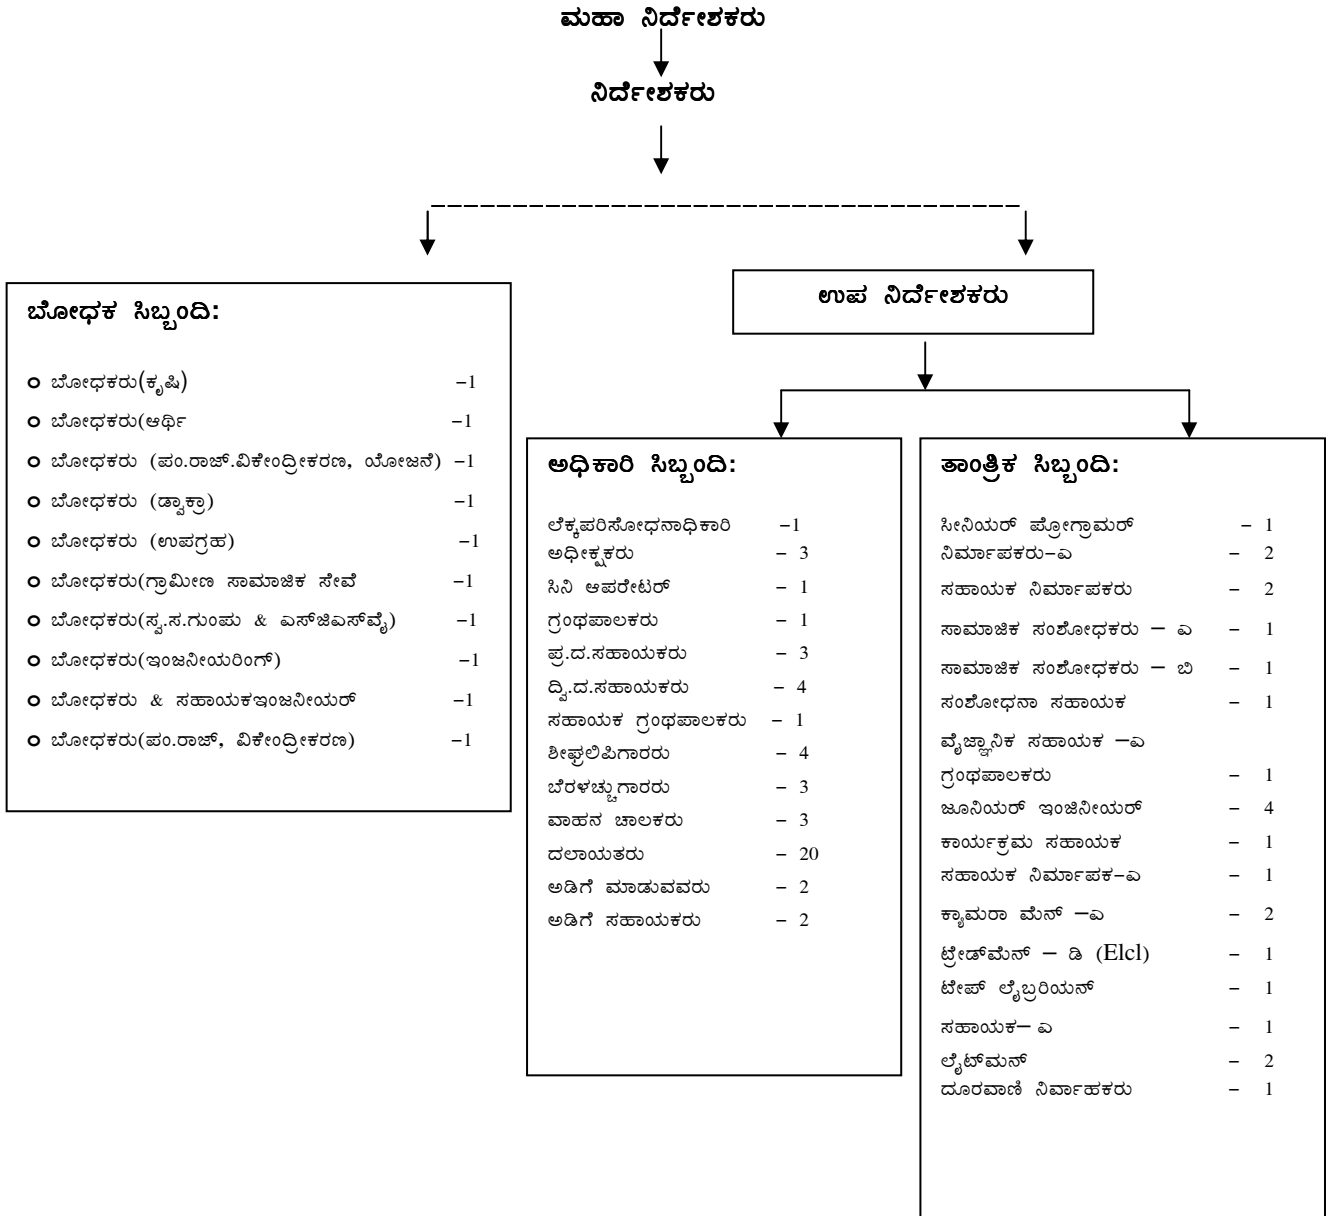 ಮಹಾ ನಿರ್ದೇಶಕರು
ನಿರ್ದೇಶಕರು
ಬೋಧಕ ಸಿಬ್ಬಂದಿ:
o ಬೋಧಕರು(ಕೃಷಿ) –1
o ಬೋಧಕರು(ಆರ್ಥಿ –1
o ಬೋಧಕರು (ಪಂ.ರಾಜ್.ವಿಕೇಂದ್ರೀಕರಣ, ಯೋಜನೆ) –1
o ಬೋಧಕರು (ಡ್ವಾಕ್ರಾ) –1
o ಬೋಧಕರು (ಉಪಗ್ರಹ) –1
o ಬೋಧಕರು(ಗ್ರಾಮೀಣ ಸಾಮಾಜಿಕ ಸೇವೆ –1
o ಬೋಧಕರು(ಸ್ವ.ಸ.ಗುಂಪು & ಎಸ್‌ಜಿಎಸ್‌ವೈ) –1
o ಬೋಧಕರು(ಇಂಜನೀಯರಿಂಗ್) –1
o ಬೋಧಕರು & ಸಹಾಯಕಇಂಜನೀಯರ್ –1
o ಬೋಧಕರು(ಪಂ.ರಾಜ್, ವಿಕೇಂದ್ರೀಕರಣ) –1
ಉಪ ನಿರ್ದೇಶಕರು
ಅಧಿಕಾರಿ ಸಿಬ್ಬಂದಿ:
ಲೆಕ್ಕಪರಿಸೋಧನಾಧಿಕಾರಿ –1
ಅಧೀಕ್ಷಕರು – 3
ಸಿನಿ ಆಪರೇಟರ್ – 1
ಗ್ರಂಥಪಾಲಕರು – 1
ಪ್ರ.ದ.ಸಹಾಯಕರು – 3
ದ್ವಿ.ದ.ಸಹಾಯಕರು – 4
ಸಹಾಯಕ ಗ್ರಂಥಪಾಲಕರು – 1
ಶೀಘ್ರಲಿಪಿಗಾರರು – 4
ಬೆರಳಚ್ಚುಗಾರರು – 3
ವಾಹನ ಚಾಲಕರು – 3
ದಲಾಯತರು – 20
ಅಡಿಗೆ ಮಾಡುವವರು – 2
ಅಡಿಗೆ ಸಹಾಯಕರು – 2
ತಾಂತ್ರಿಕ ಸಿಬ್ಬಂದಿ:
ಸೀನಿಯರ್ ಪ್ರೋಗ್ರಾಮರ್ – 1
ನಿರ್ಮಾಪಕರು–ಎ – 2
ಸಹಾಯಕ ನಿರ್ಮಾಪಕರು – 2
ಸಾಮಾಜಿಕ ಸಂಶೋಧಕರು – ಎ – 1
ಸಾಮಾಜಿಕ ಸಂಶೋಧಕರು – ಬಿ – 1
ಸಂಶೋಧನಾ ಸಹಾಯಕ – 1
ವೈಜ್ಞಾನಿಕ ಸಹಾಯಕ –ಎ
ಗ್ರಂಥಪಾಲಕರು – 1
ಜೂನಿಯರ್ ಇಂಜಿನೀಯರ್ – 4
ಕಾರ್ಯಕ್ರಮ ಸಹಾಯಕ – 1
ಸಹಾಯಕ ನಿರ್ಮಾಪಕ–ಎ – 1
ಕ್ಯಾಮರಾ ಮೆನ್ –ಎ – 2
ಟ್ರೇಡ್‌ಮೆನ್ – ಡಿ (Elcl) – 1
ಟೇಪ್ ಲೈಬ್ರರಿಯನ್ – 1
ಸಹಾಯಕ– ಎ – 1
ಲೈಟ್‌ಮನ್ – 2
ದೂರವಾಣಿ ನಿರ್ವಾಹಕರು – 1